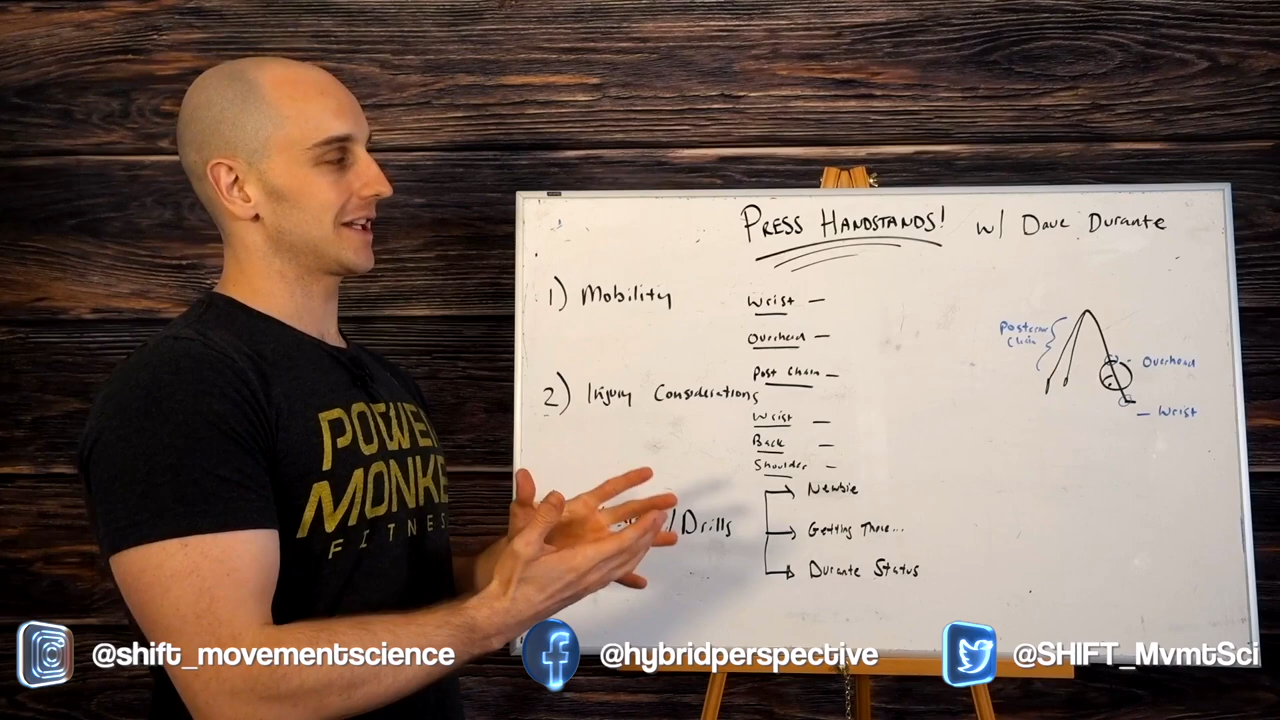 PRESS HANDSTANDS! w/ Dave Durante
1) Mobility
Wrist —
Overhead —
Post Chain —
2) Injury Considerations
Wrist —
Back —
Shoulder —
/Drills
Newbie
Getting There...
Durante Status
Posterior Chain
Overhead
— Wrist
POWER
MONKE
FITNES
@shift_movementscience
@hybridperspective
@SHIFT_MvmtSci